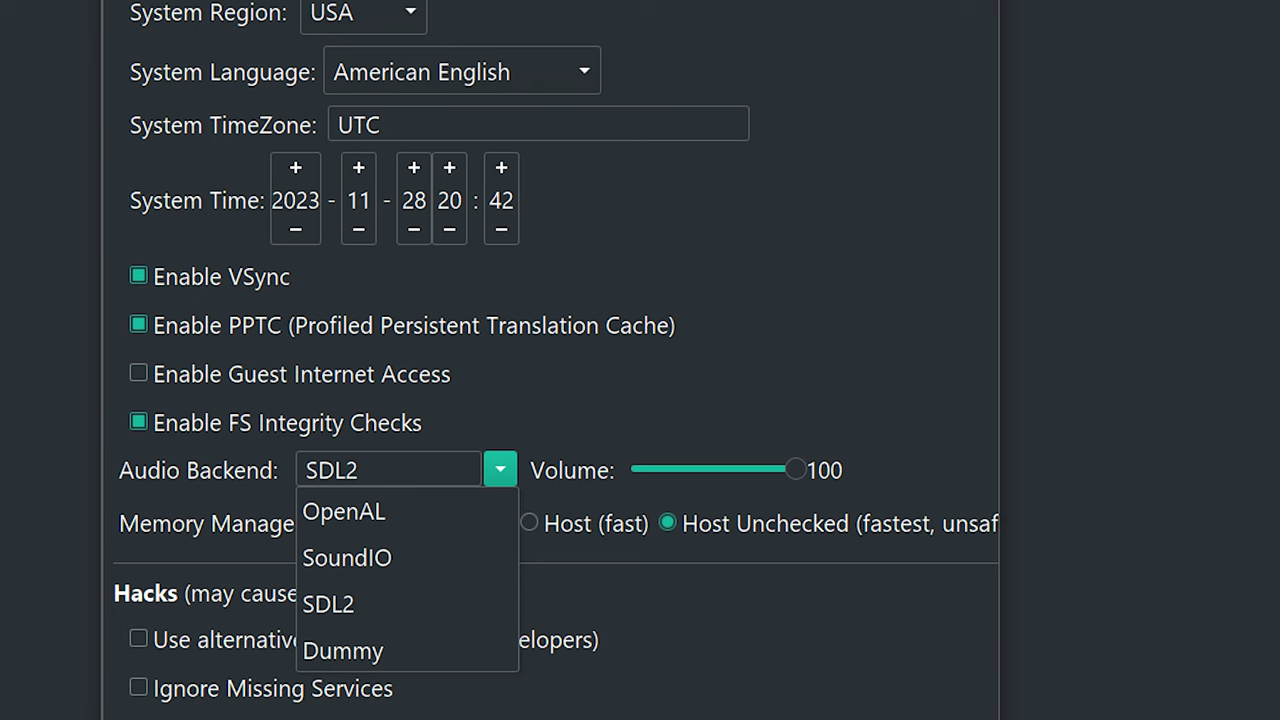 System Region: USA
System Language: American English
System TimeZone: UTC
+ + + + +
System Time: 2023 - 11 - 28 20 : 42
− − − − −
Enable VSync
Enable PPTC (Profiled Persistent Translation Cache)
Enable Guest Internet Access
Enable FS Integrity Checks
Audio Backend: SDL2 Volume: 100
OpenAL
Memory Manage Host (fast) Host Unchecked (fastest, unsaf
SoundIO
Hacks (may cause
SDL2
Use alternativ elopers)
Dummy
Ignore Missing Services